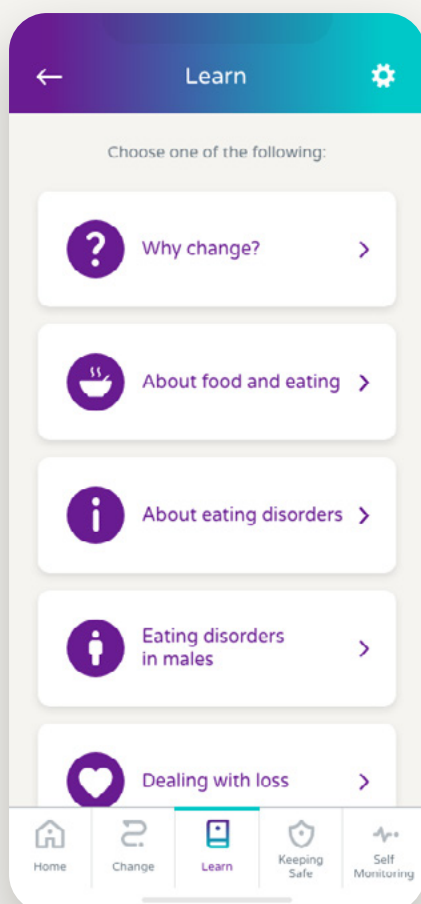 Learn
Choose one of the following:
Why change?
About food and eating
About eating disorders
Eating disorders
in males
Dealing with loss
Home
Change
Learn
Keeping
Safe
Self
Monitoring